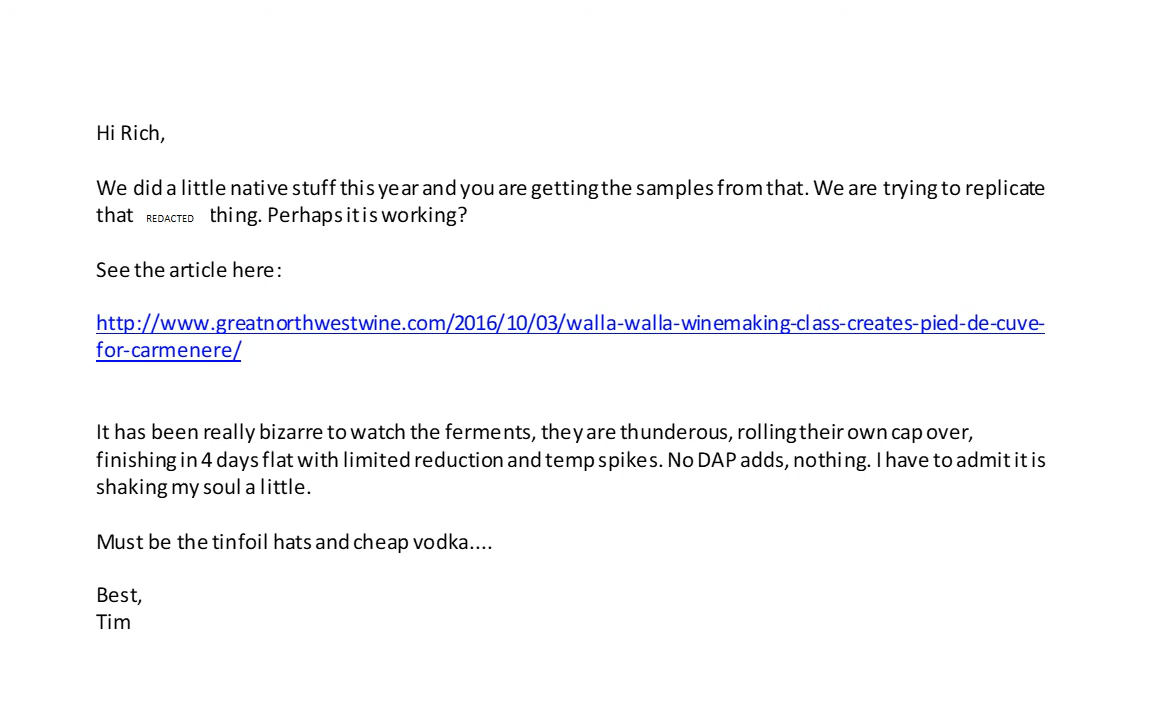 Hi Rich,
We did a little native stuff this year and you are getting the samples from that. We are trying to replicate
that REDACTED thing. Perhaps it is working?
See the article here:
http://www.greatnorthwestwine.com/2016/10/03/walla-walla-winemaking-class-creates-pied-de-cuve-
for-carmenere/
It has been really bizarre to watch the ferments, they are thunderous, rolling their own cap over,
finishing in 4 days flat with limited reduction and temp spikes. No DAP adds, nothing. I have to admit it is
shaking my soul a little.
Must be the tinfoil hats and cheap vodka....
Best,
Tim